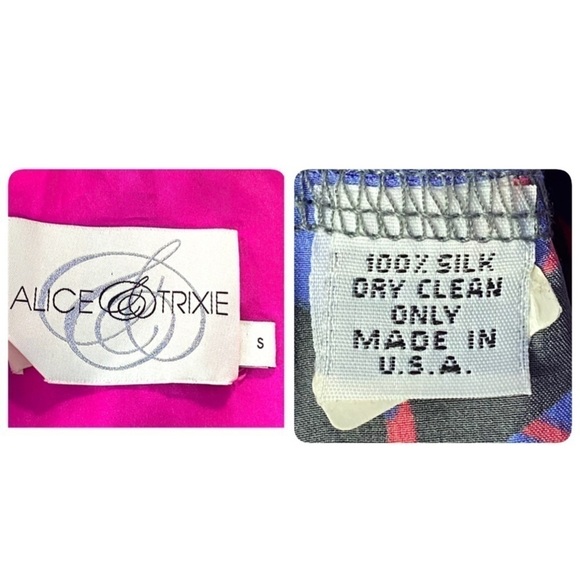 ALICE & TRIXIE
S
100% SILK
DRY CLEAN
ONLY
MADE IN
U.S.A.